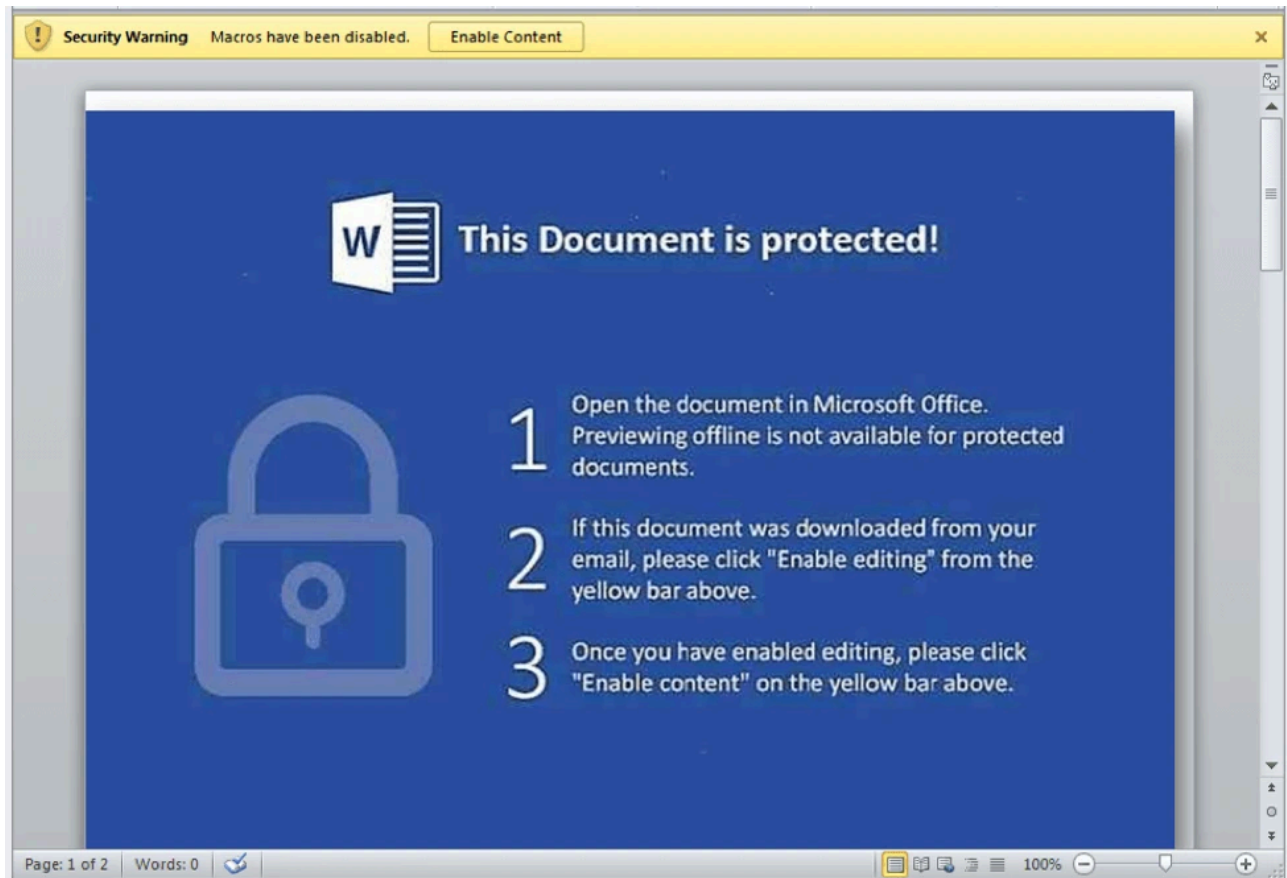 Security Warning Macros have been disabled. Enable Content
W This Document is protected!
1 Open the document in Microsoft Office.
Previewing offline is not available for protected
documents.
2 If this document was downloaded from your
email, please click "Enable editing" from the
yellow bar above.
3 Once you have enabled editing, please click
"Enable content" on the yellow bar above.
Page: 1 of 2 Words: 0 100%